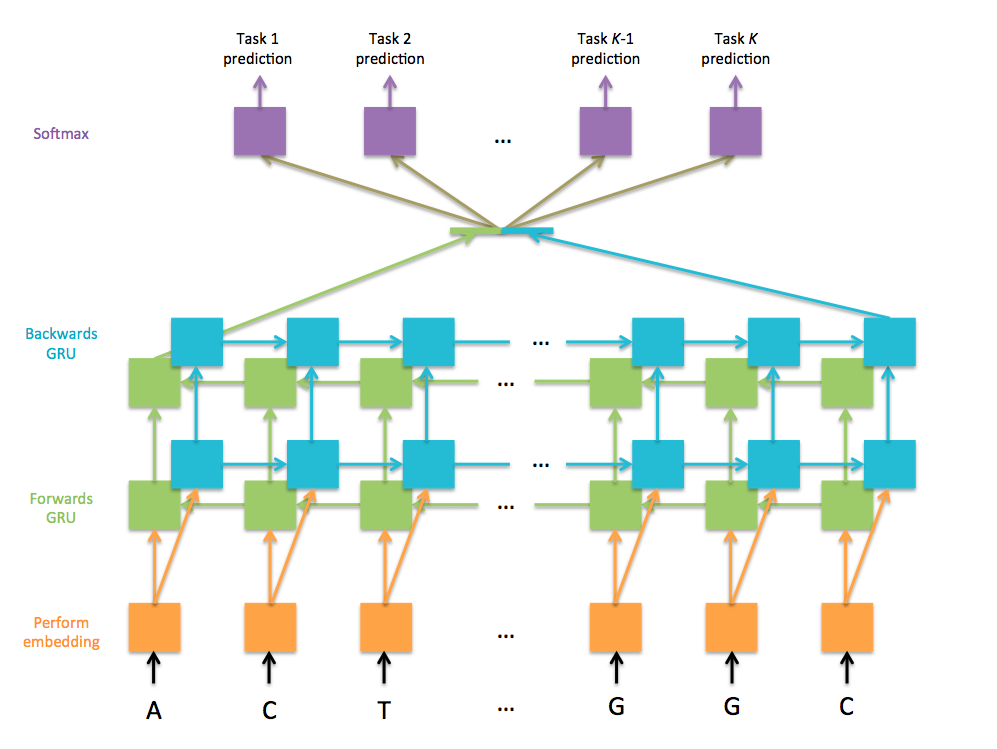 Task 1
prediction
Task 2
prediction
Task K-1
prediction
Task K
prediction
Softmax
...
Backwards
GRU
...
...
...
Forwards
GRU
...
Perform
embedding
...
A
C
T
...
G
G
C